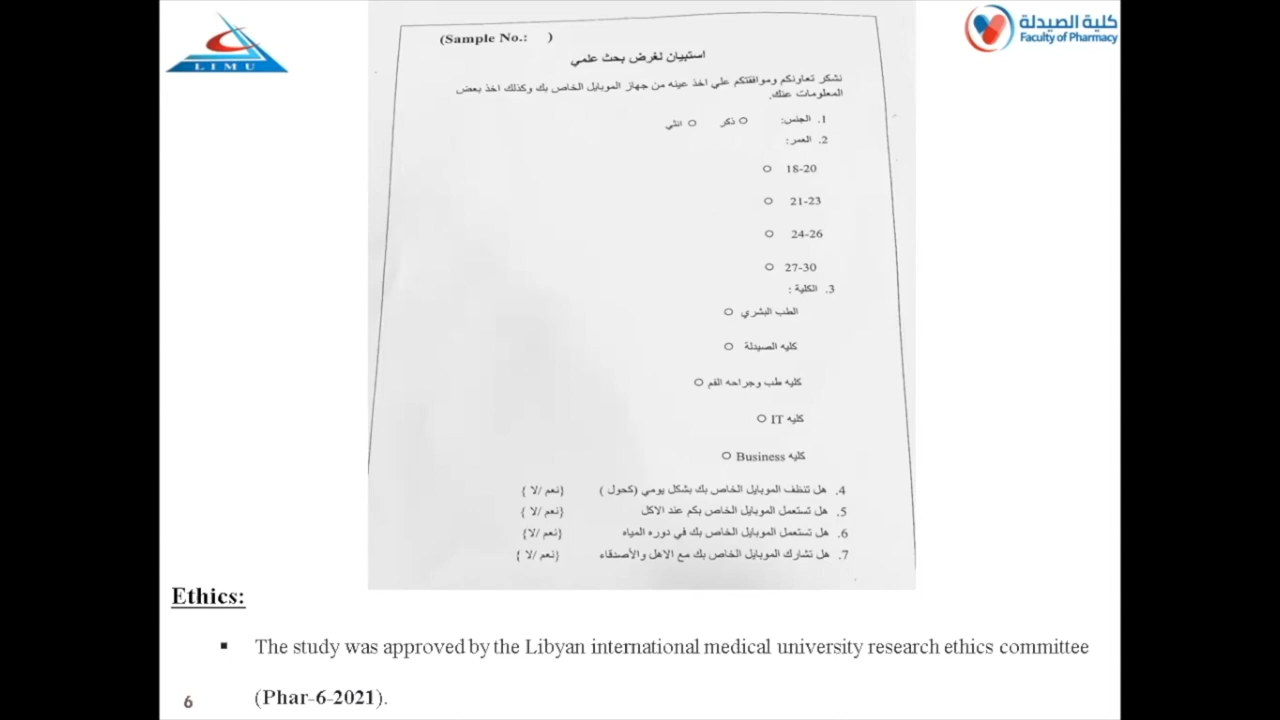 LIMU
كلية الصيدلة
Faculty of Pharmacy
(Sample No.: )
استبيان لغرض بحث علمي
نشكر تعاونكم وموافقتكم علي اخذ عينه من جهاز الموبايل الخاص بك وكذلك اخذ بعض
المعلومات عنك.
1. الجنس: ○ ذكر ○ انثي
2. العمر:
○ 18-20
○ 21-23
○ 24-26
○ 27-30
3. الكلية :
الطب البشري ○
كليه الصيدلة ○
كليه طب وجراحه الفم ○
كليه IT ○
كليه Business ○
4. هل تنظف الموبايل الخاص بك بشكل يومي (كحول ) {نعم /لا }
5. هل تستعمل الموبايل الخاص بكم عند الاكل {نعم /لا }
6. هل تستعمل الموبايل الخاص بك في دوره المياه {نعم /لا}
7. هل تشارك الموبايل الخاص بك مع الاهل والأصدقاء {نعم /لا }
Ethics:
▪ The study was approved by the Libyan international medical university research ethics committee
(Phar-6-2021).
6